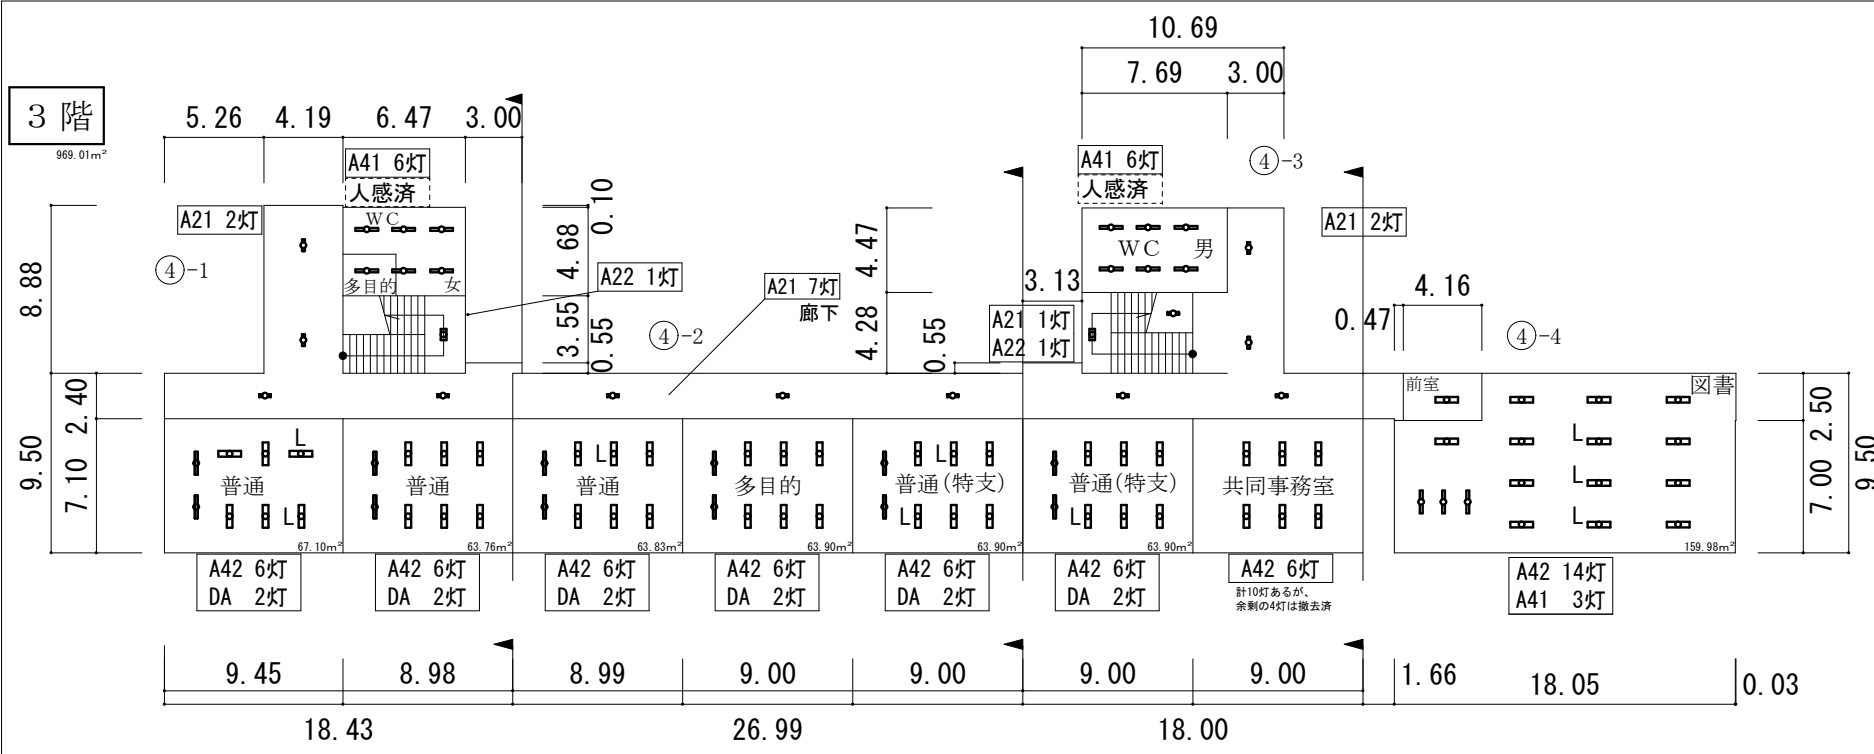 10.69
7.69 3.00
3 階
969.01m²
5.26 4.19 6.47 3.00
A41 6灯
人感済
A41 6灯
人感済
④-3
A21 2灯
WC
多目的 女
④-1
8.88
0.10
4.68
3.55
0.55
A22 1灯
④-2
A21 7灯
廊下
4.47
4.28
0.55
3.13
WC 男
A21 1灯
A22 1灯
A21 2灯
0.47
4.16
④-4
9.50
2.40
7.10
前室
図書
2.50
7.00
9.50
L
普通
L
67.10m²
普通
63.76m²
L
普通
63.83m²
多目的
63.90m²
L
普通(特支)
L
63.90m²
普通(特支)
L
63.90m²
共同事務室
L
L
L
159.98m²
A42 6灯
DA 2灯
A42 6灯
DA 2灯
A42 6灯
DA 2灯
A42 6灯
DA 2灯
A42 6灯
DA 2灯
A42 6灯
DA 2灯
A42 6灯
計10灯あるが、
余剰の4灯は撤去済
A42 14灯
A41 3灯
9.45 8.98 8.99 9.00 9.00 9.00 9.00 1.66 18.05 0.03
18.43 26.99 18.00